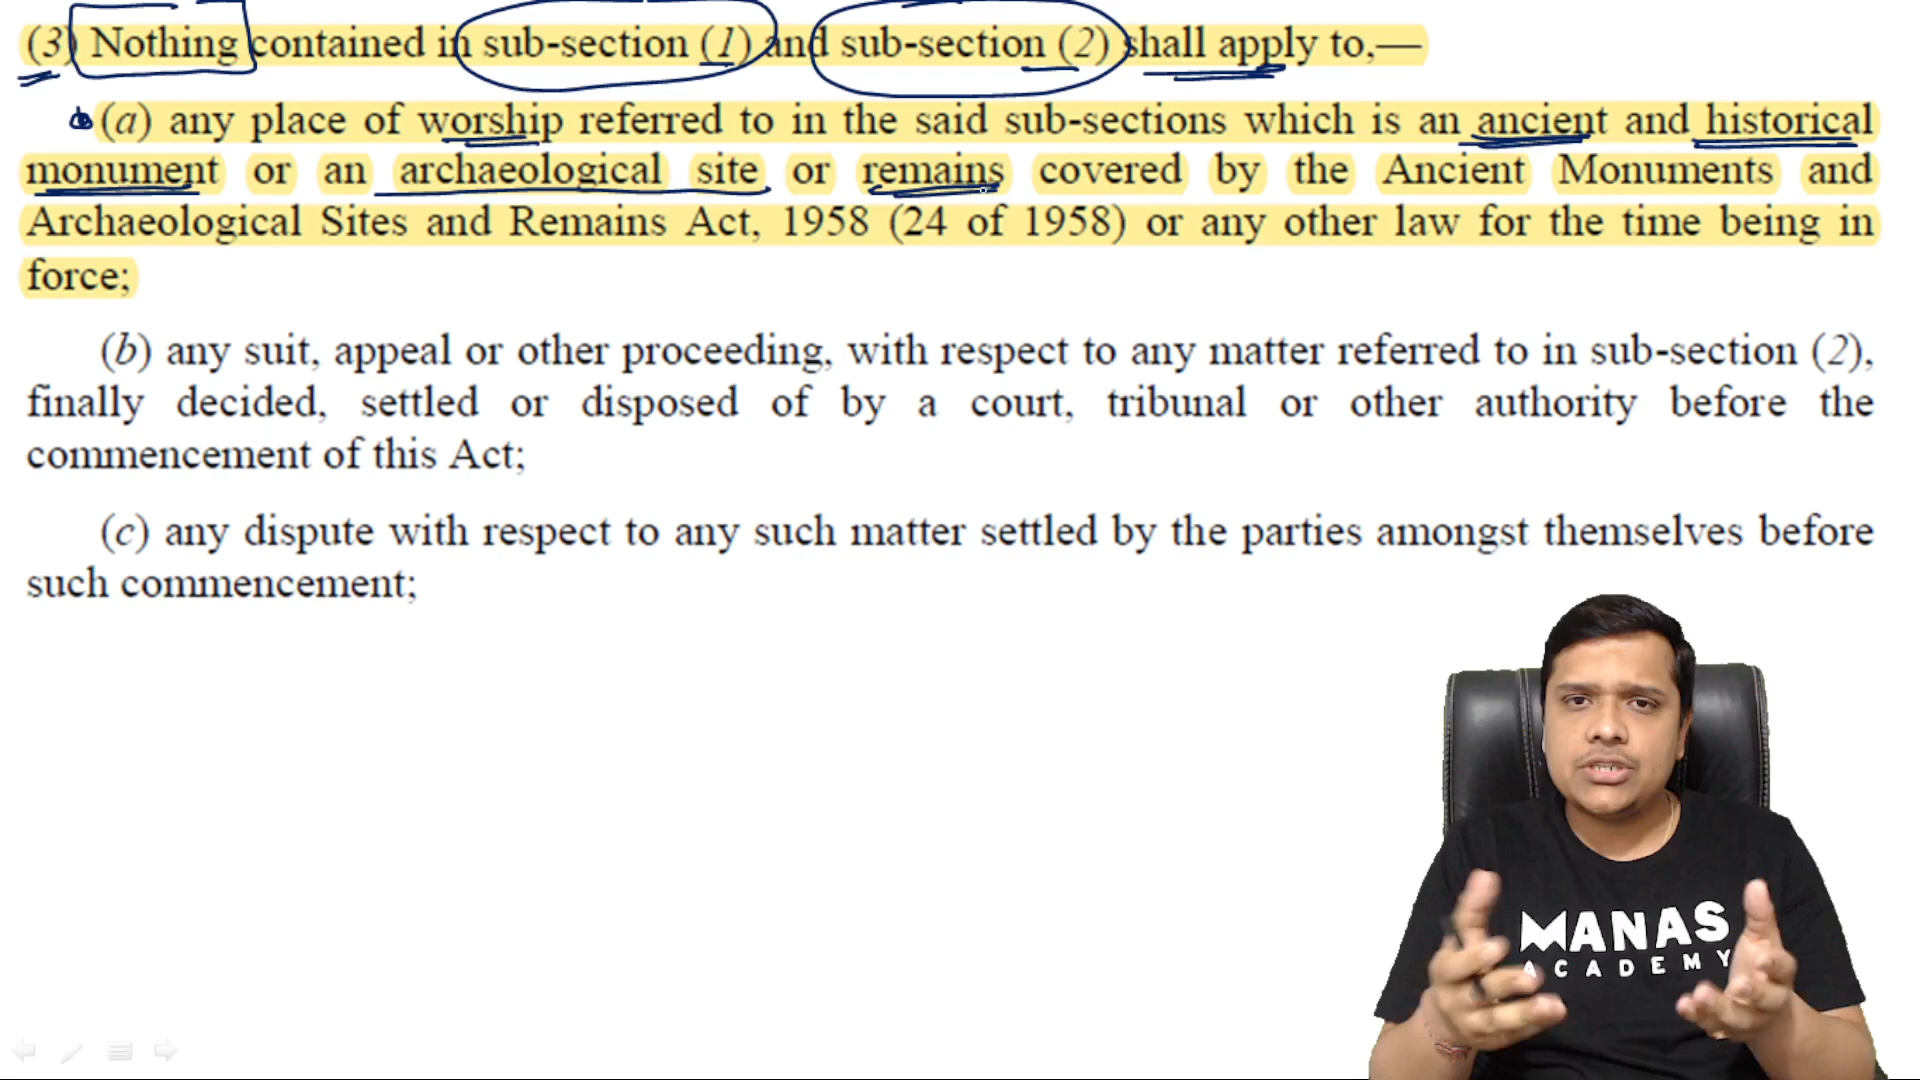 (3) Nothing contained in sub-section (1) and sub-section (2) shall apply to,—
(a) any place of worship referred to in the said sub-sections which is an ancient and historical
monument or an archaeological site or remains covered by the Ancient Monuments and
Archaeological Sites and Remains Act, 1958 (24 of 1958) or any other law for the time being in
force;
(b) any suit, appeal or other proceeding, with respect to any matter referred to in sub-section (2),
finally decided, settled or disposed of by a court, tribunal or other authority before the
commencement of this Act;
(c) any dispute with respect to any such matter settled by the parties amongst themselves before
such commencement;
MANAS
ACADEMY